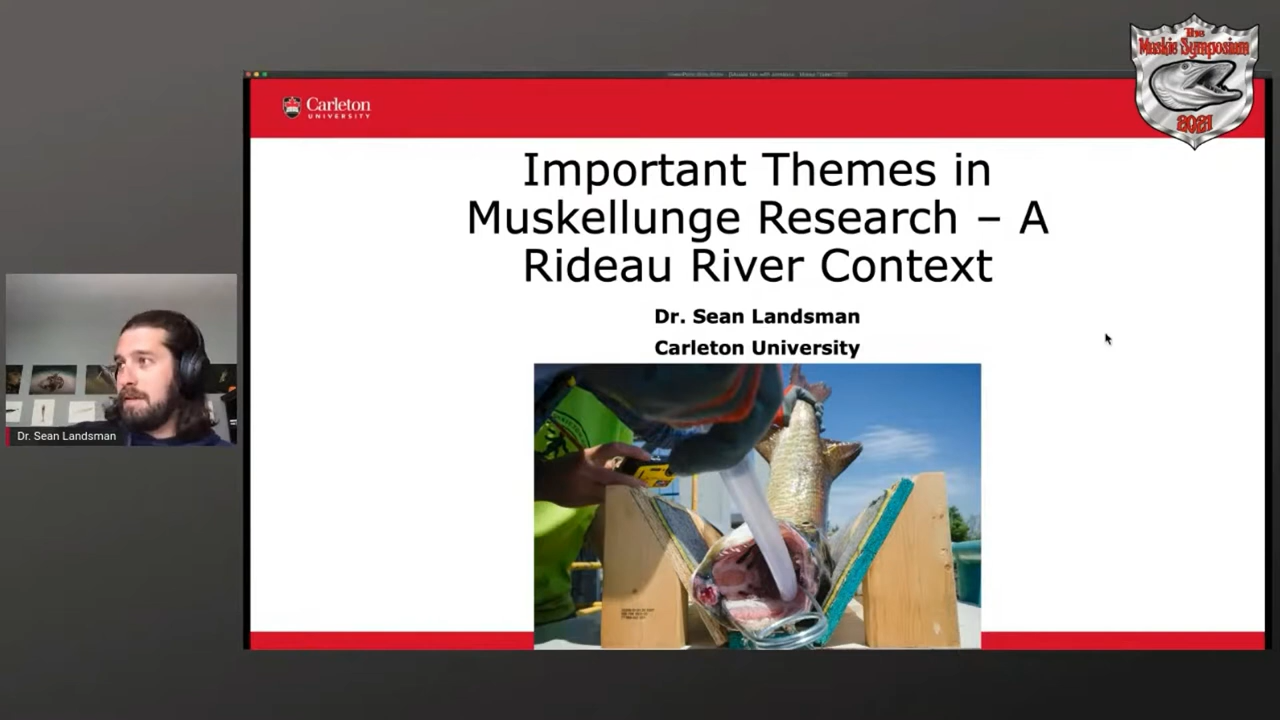 The
Muskie Symposium
2021
Carleton
UNIVERSITY
Important Themes in
Muskellunge Research – A
Rideau River Context
Dr. Sean Landsman
Carleton University
Dr. Sean Landsman